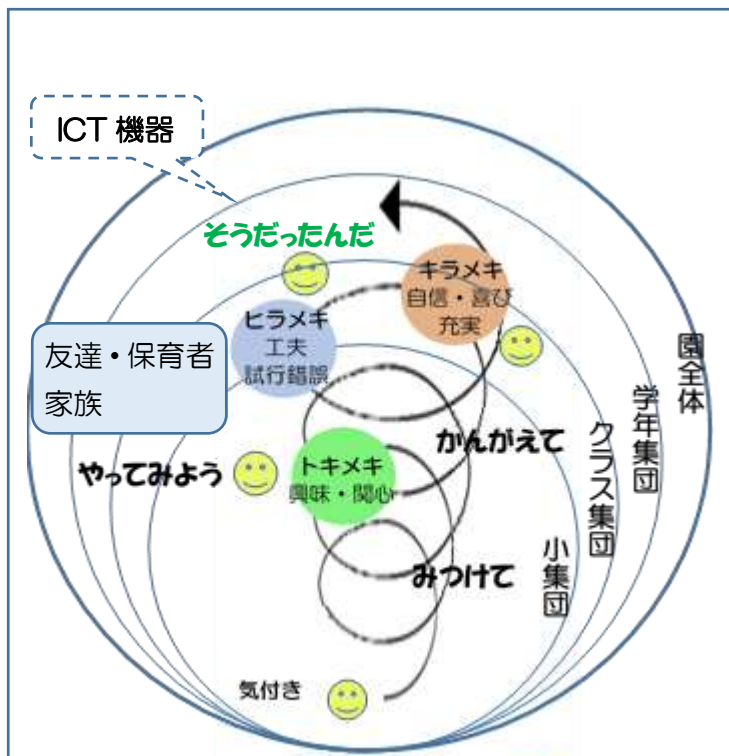 ICT 機器
そうだったんだ
キラメキ
自信・喜び
充実
ヒラメキ
工夫
試行錯誤
友達・保育者
家族
園全体
学年集団
クラス集団
小集団
かんがえて
やってみよう
トキメキ
興味・関心
みつけて
気付き